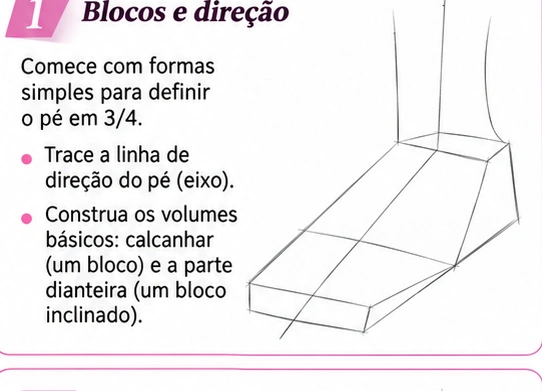 1 Blocos e direção
Comece com formas
simples para definir
o pé em 3/4.
• Trace a linha de
direção do pé (eixo).
• Construa os volumes
básicos: calcanhar
(um bloco) e a parte
dianteira (um bloco
inclinado).